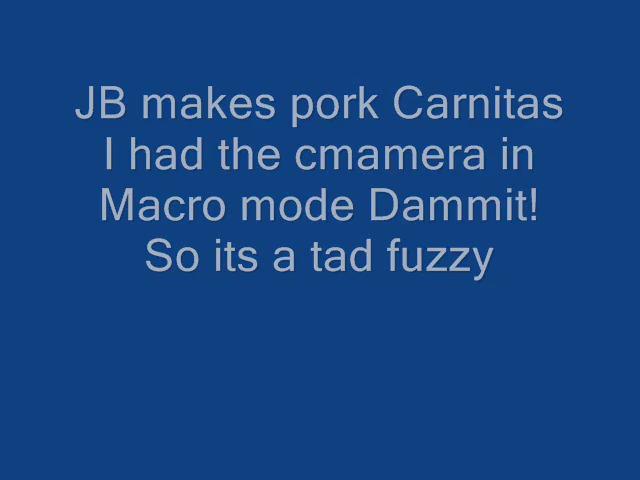 JB makes pork Carnitas
I had the cmamera in
Macro mode Dammit!
So its a tad fuzzy